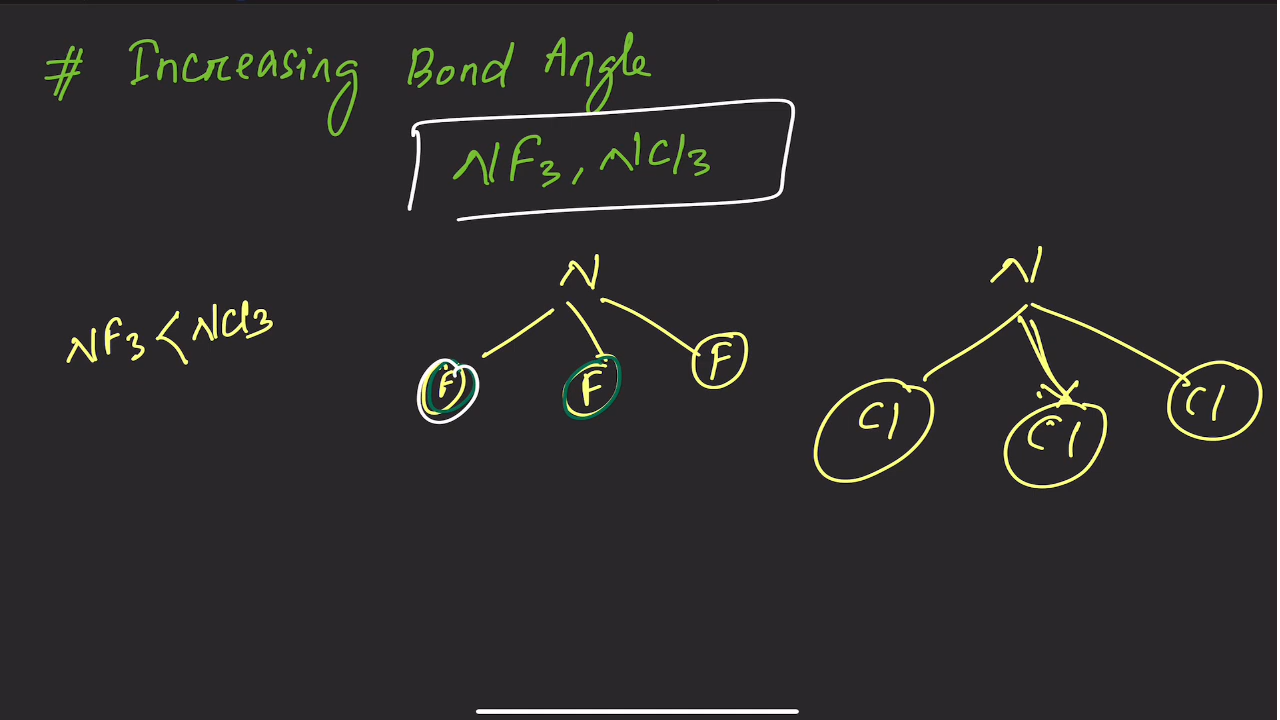 # Increasing Bond Angle
NF3, NCl3
N
N
NF3 < NCl3
F
F
F
Cl
Cl
Cl